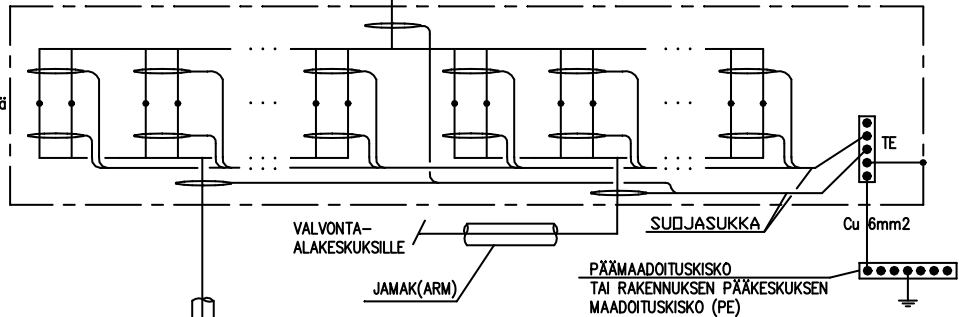 ä
TE
VALVONTA-
ALAKESKUKSILLE
SUOJASUKKA
Cu 6mm2
JAMAK(ARM)
PÄÄMAADOITUSKISKO
TAI RAKENNUKSEN PÄÄKESKUKSEN
MAADOITUSKISKO (PE)